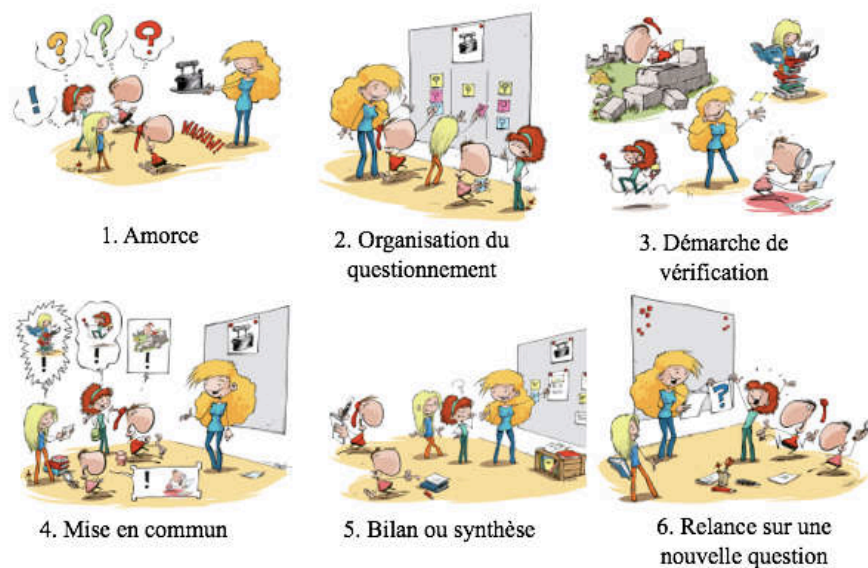 ? ? ?
!
WAOUW!
1. Amorce
2. Organisation du
questionnement
3. Démarche de
vérification
! ! !
!
4. Mise en commun
5. Bilan ou synthèse
?
6. Relance sur une
nouvelle question